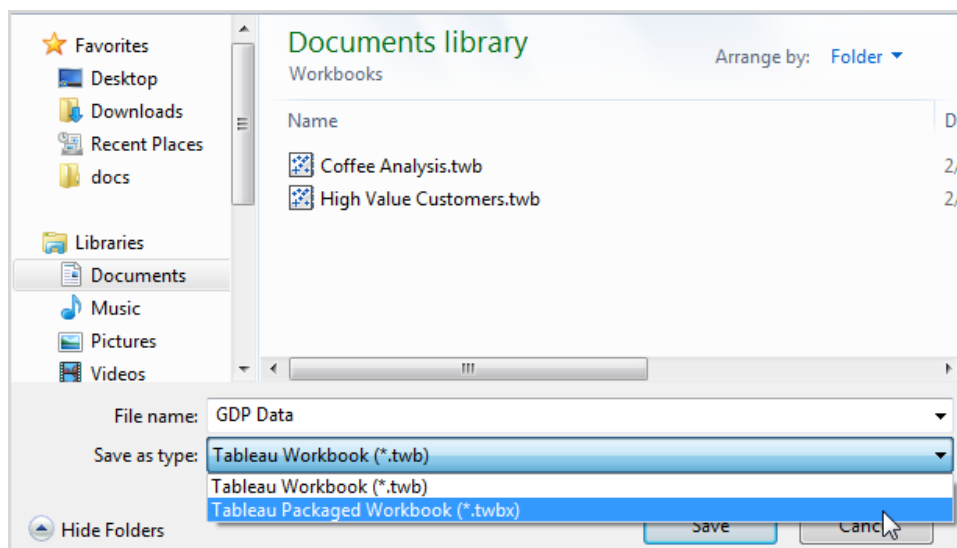 Favorites
Desktop
Downloads
Recent Places
docs
Libraries
Documents
Music
Pictures
Videos
Documents library
Workbooks
Arrange by: Folder
Name
Coffee Analysis.twb
2/
High Value Customers.twb
2/
File name: GDP Data
Save as type: Tableau Workbook (*.twb)
Tableau Workbook (*.twb)
Tableau Packaged Workbook (*.twbx)
Hide Folders
Save